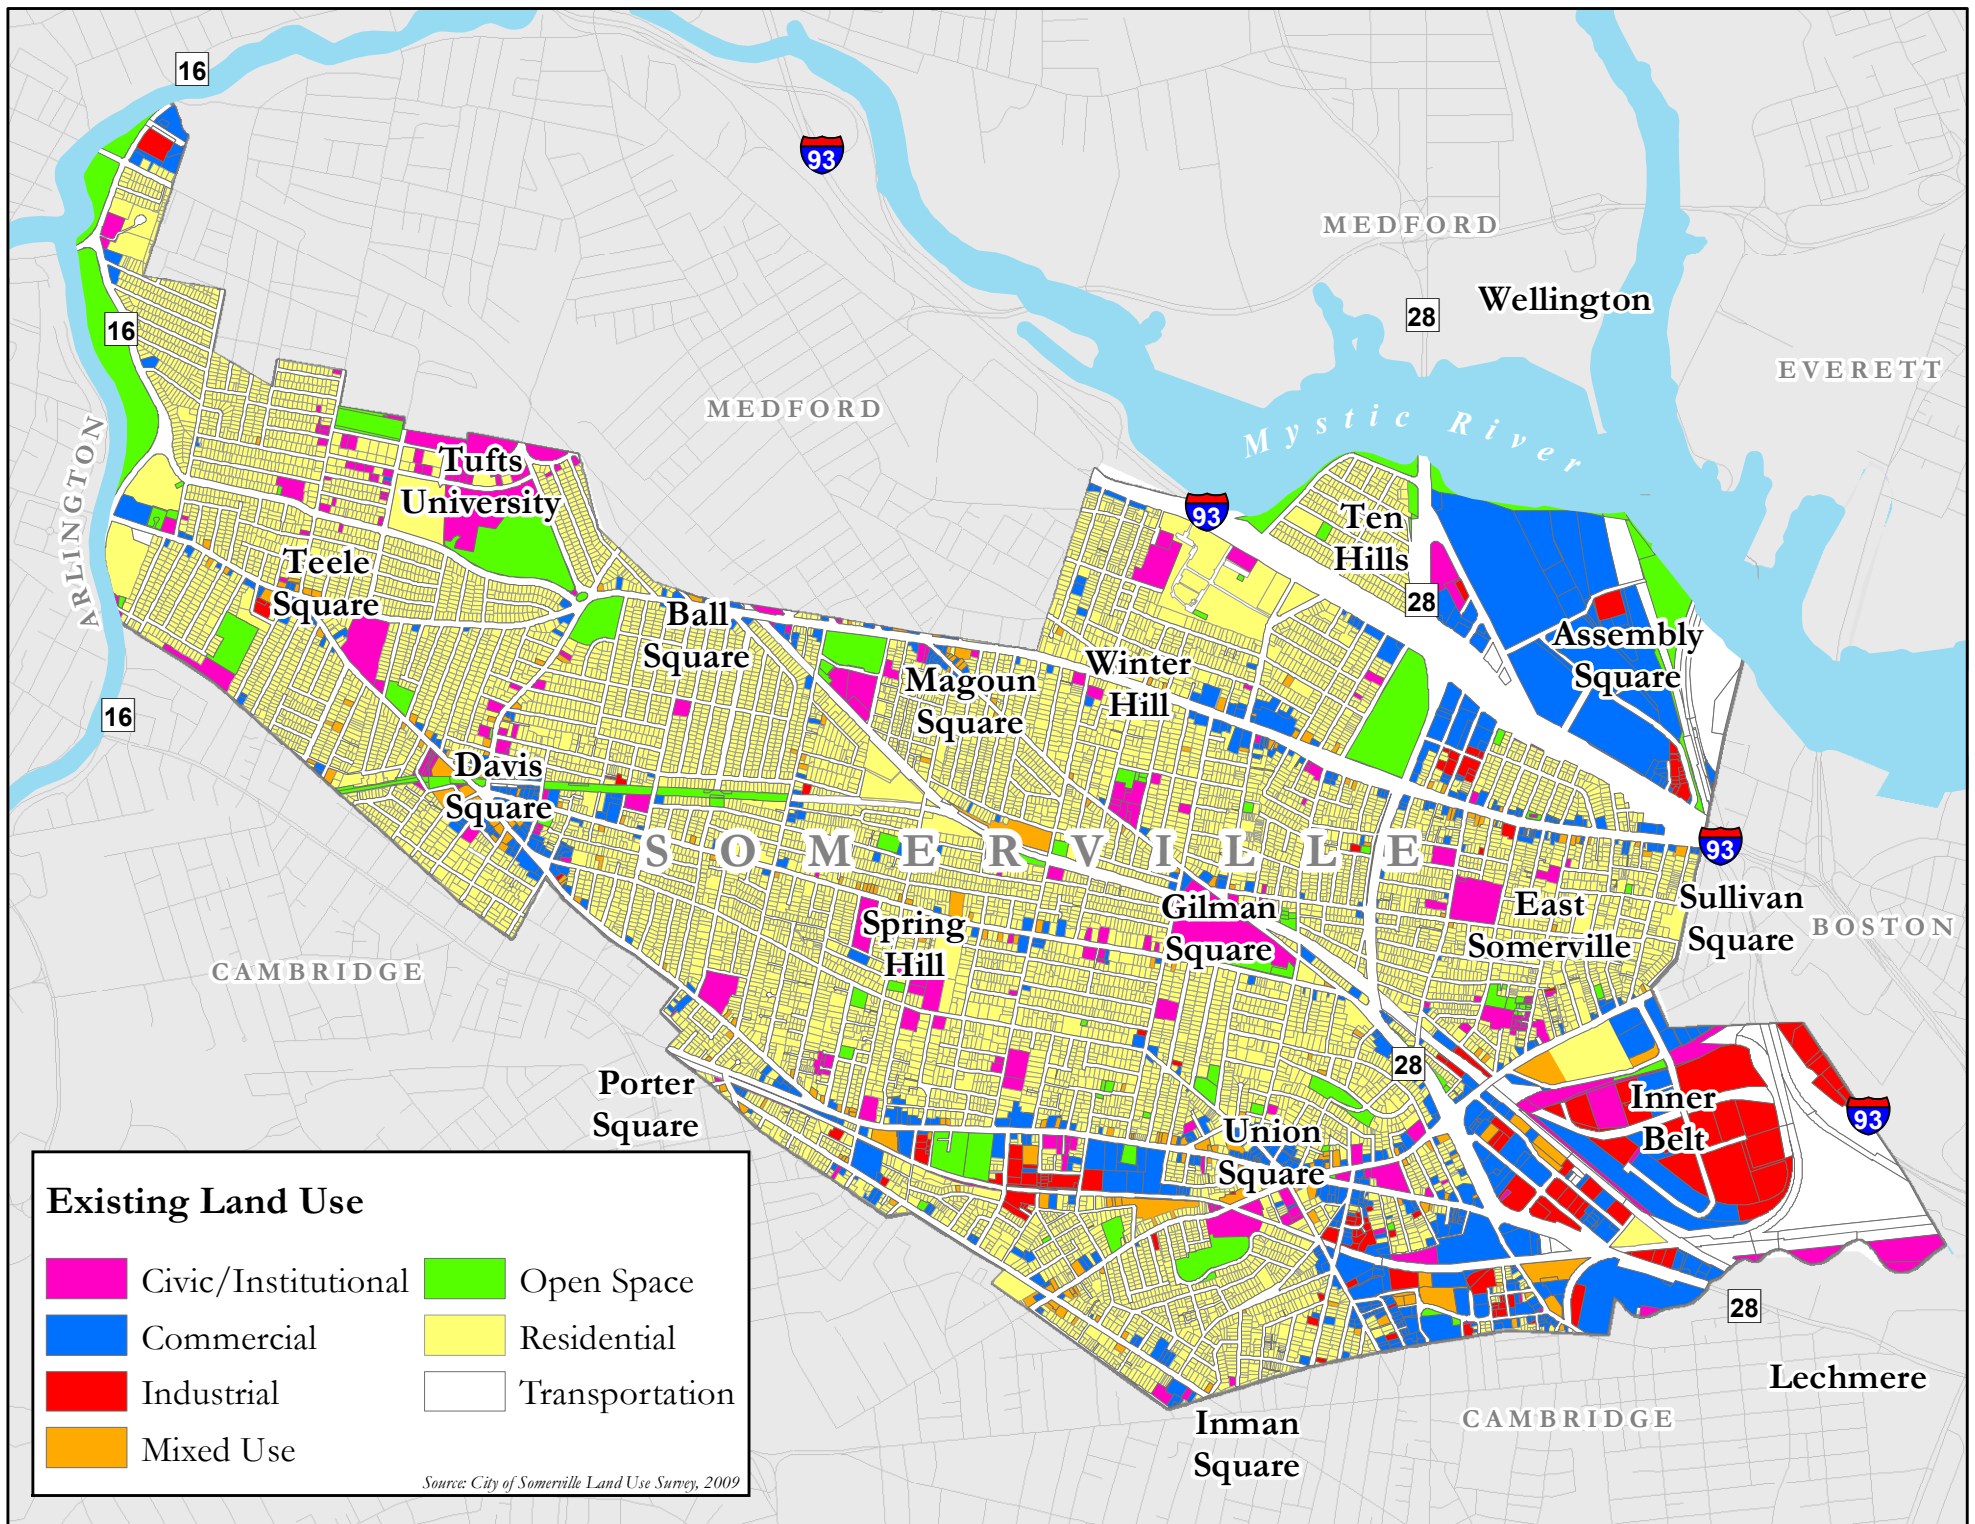 16
93
MEDFORD
28
Wellington
EVERETT
16
MEDFORD
Mystic River
ARLINGTON
Tufts
University
93
Ten
Hills
28
Teele
Square
Ball
Square
Assembly
Square
Winter
Hill
Magoun
Square
16
Davis
Square
SOMERVILLE
93
Sullivan
Square
BOSTON
East
Somerville
Gilman
Square
Spring
Hill
CAMBRIDGE
28
Porter
Square
Inner
Belt
93
Union
Square
28
Lechmere
CAMBRIDGE
Inman
Square
Existing Land Use
Civic/Institutional
Open Space
Commercial
Residential
Industrial
Transportation
Mixed Use
Source: City of Somerville Land Use Survey, 2009